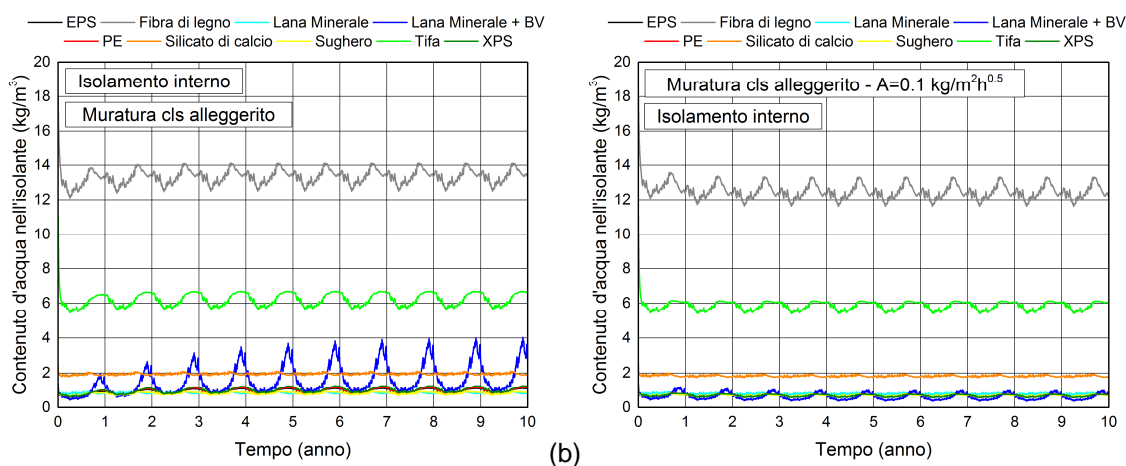 EPS Fibra di legno Lana Minerale Lana Minerale + BV
PE Silicato di calcio Sughero Tifa XPS
Contenuto d'acqua nell'isolante (kg/m³)
20
18
16
14
12
10
8
6
4
2
0
Isolamento interno
Muratura cls alleggerito
0 1 2 3 4 5 6 7 8 9 10
Tempo (anno)
(b)
EPS Fibra di legno Lana Minerale Lana Minerale + BV
PE Silicato di calcio Sughero Tifa XPS
Contenuto d'acqua nell'isolante (kg/m³)
20
18
16
14
12
10
8
6
4
2
0
Muratura cls alleggerito - A=0.1 kg/m²h⁰·⁵
Isolamento interno
0 1 2 3 4 5 6 7 8 9 10
Tempo (anno)